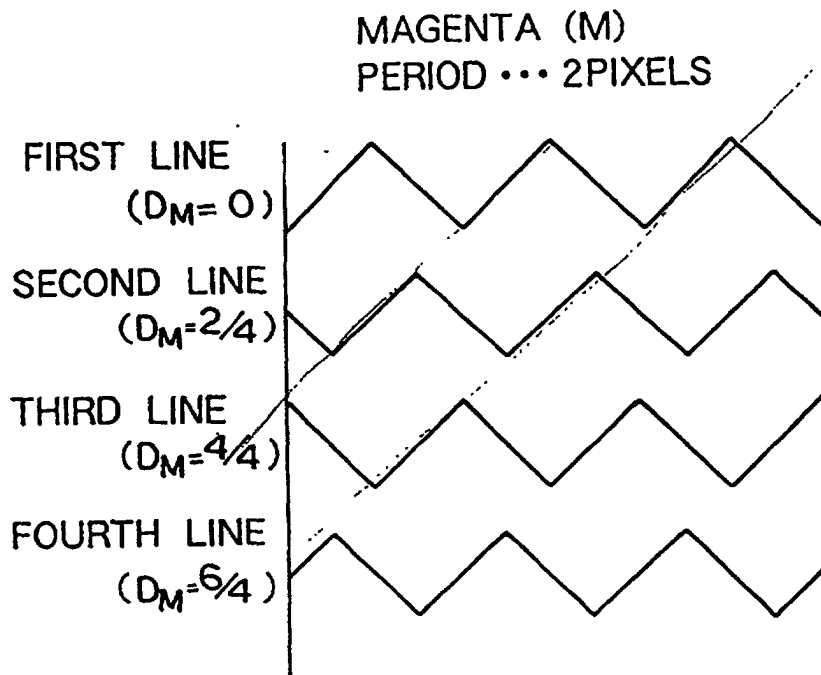 MAGENTA (M)
PERIOD ··· 2PIXELS
FIRST LINE
(DM= 0)
SECOND LINE
(DM=2/4)
THIRD LINE
(DM=4/4)
FOURTH LINE
(DM=6/4)